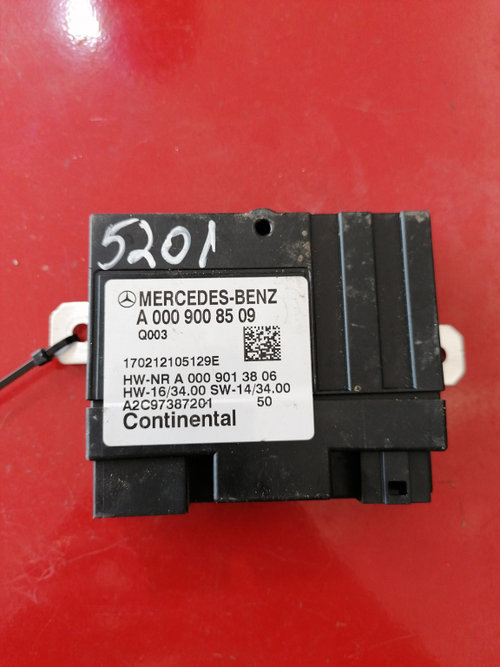 5201
MERCEDES-BENZ
A 000 900 85 09
Q003
170212105129E
HW-NR A 000 901 38 06
HW-16/34.00 SW-14/34.00
A2C97387201 50
Continental